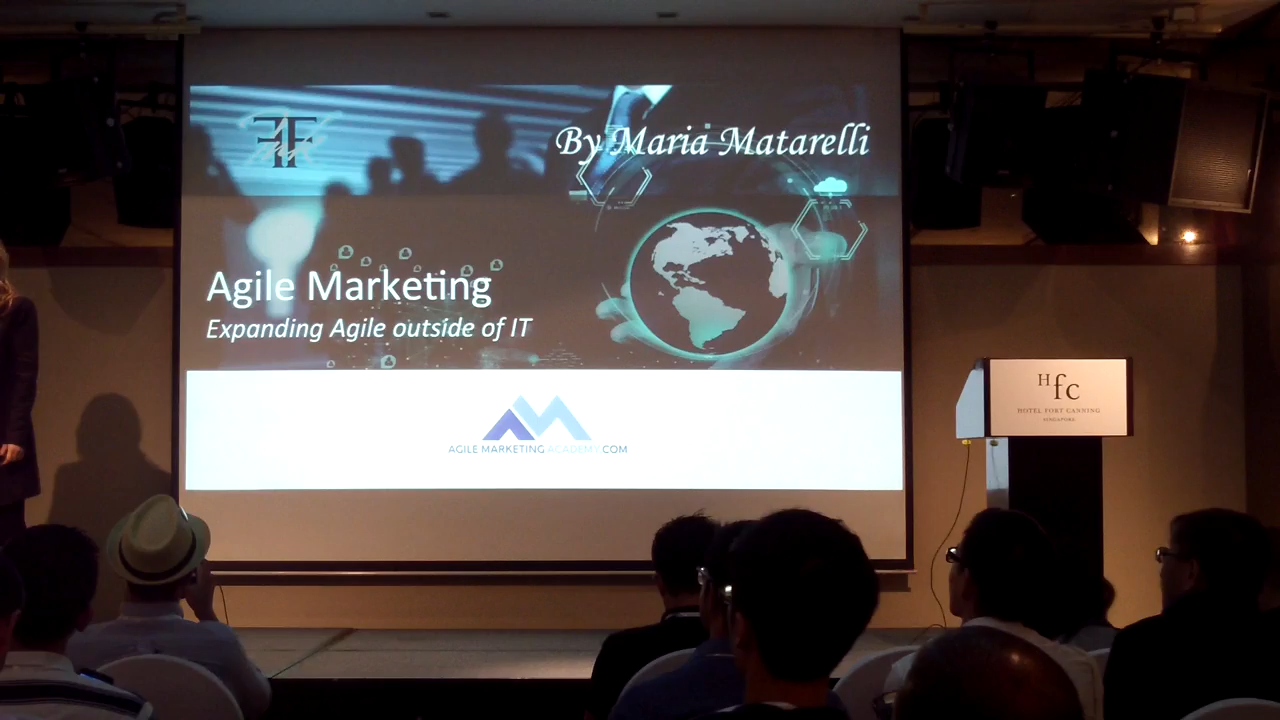 By Maria Matarelli
Agile Marketing
Expanding Agile outside of IT
AGILE MARKETING ACADEMY.COM
Hfc
HOTEL FORT CANNING
SINGAPORE